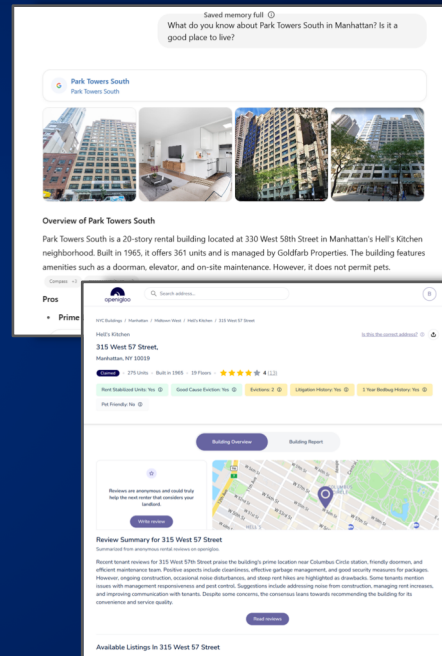 Saved memory full
What do you know about Park Towers South in Manhattan? Is it a
good place to live?
G
Park Towers South
Park Towers South
Overview of Park Towers South
Park Towers South is a 20-story rental building located at 330 West 58th Street in Manhattan's Hell's Kitchen
neighborhood. Built in 1965, it offers 361 units and is managed by Goldfarb Properties. The building features
amenities such as a doorman, elevator, and on-site maintenance. However, it does not permit pets.
Compass +2
Pros
• Prime
openigloo
Search address...
B
NYC Buildings / Manhattan / Midtown West / Hell's Kitchen / 315 West 57 Street
Hell's Kitchen
Is this the correct address?
315 West 57 Street,
Manhattan, NY 10019
Claimed · 275 Units · Built in 1965 · 19 Floors · 4 (13)
Rent Stabilized Units: Yes
Good Cause Eviction: Yes
Evictions: 2
Litigation History: Yes
1 Year Bedbug History: Yes
Pet Friendly: No
Building Overview
Building Report
Reviews are anonymous and could truly
help the next renter that considers your
landlord.
Write review
W 57th St
COLUMBUS
CIRCLE
HELL'S
Review Summary for 315 West 57 Street
Summarized from anonymous rental reviews on openigloo
Recent tenant reviews for 315 West 57th Street praise the building's prime location near Columbus Circle station, friendly doormen, and
efficient maintenance team. Positive aspects include cleanliness, effective garbage management, and good security measures for packages.
However, ongoing construction, occasional noise disturbances, and steep rent hikes are highlighted as drawbacks. Some tenants mention
issues with management responsiveness and pest control. Suggestions include addressing noise from construction, managing rent increases,
and improving communication with tenants. Despite some concerns, the consensus leans towards recommending the building for its
convenience and service quality.
Read reviews
Available Listings In 315 West 57 Street